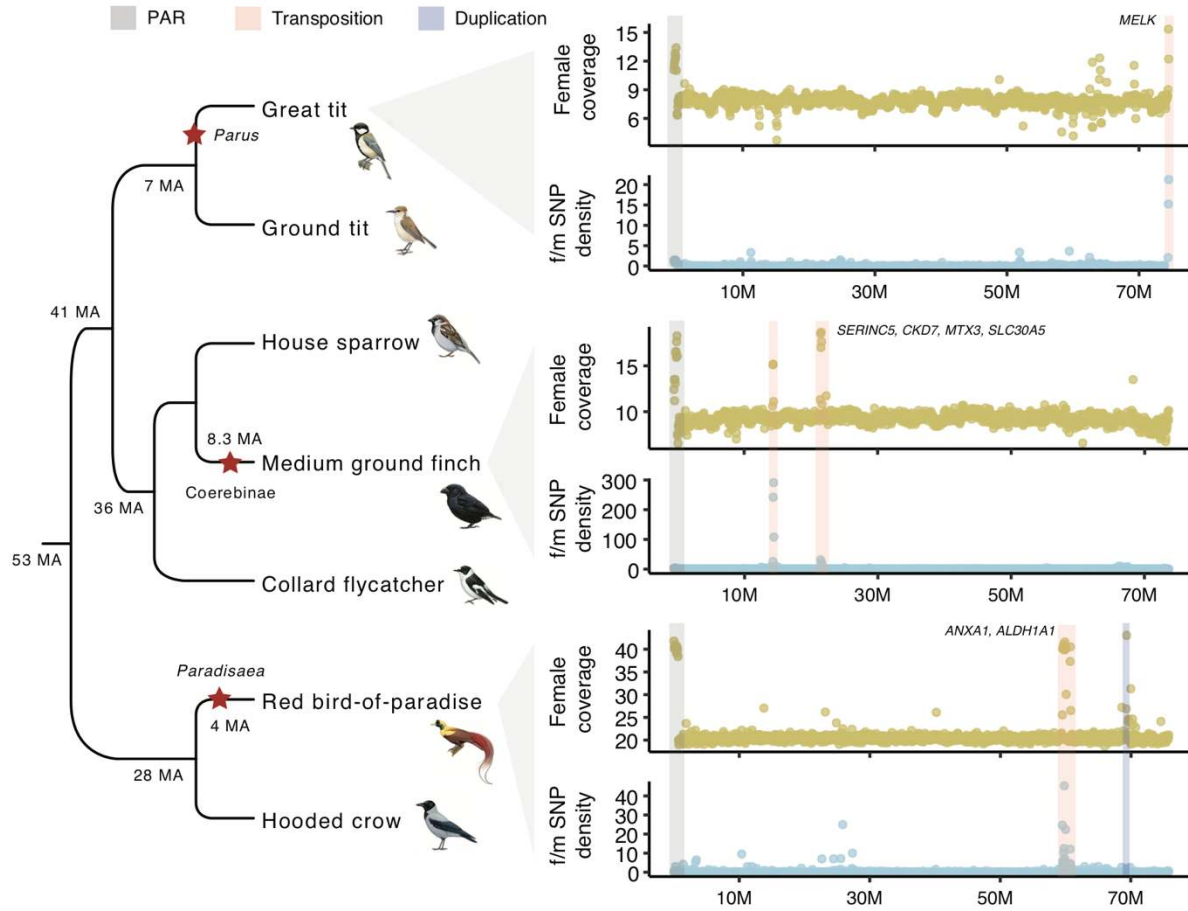 PAR
Transposition
Duplication
Great tit
Parus
7 MA
Ground tit
41 MA
House sparrow
8.3 MA
Medium ground finch
Coerebinae
36 MA
53 MA
Collard flycatcher
Paradisaea
Red bird-of-paradise
4 MA
28 MA
Hooded crow
MELK
Female
coverage
15
12
9
6
f/m SNP
density
20
15
10
5
0
10M 30M 50M 70M
SERINC5, CKD7, MTX3, SLC30A5
Female
coverage
15
10
f/m SNP
density
300
200
100
0
10M 30M 50M 70M
ANXA1, ALDH1A1
Female
coverage
40
35
30
25
20
f/m SNP
density
40
30
20
10
0
10M 30M 50M 70M